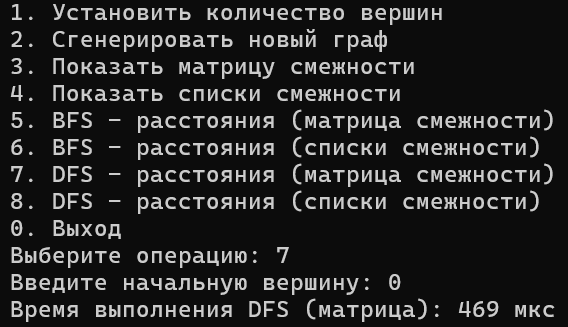 1. Установить количество вершин
2. Сгенерировать новый граф
3. Показать матрицу смежности
4. Показать списки смежности
5. BFS – расстояния (матрица смежности)
6. BFS – расстояния (списки смежности)
7. DFS – расстояния (матрица смежности)
8. DFS – расстояния (списки смежности)
0. Выход
Выберите операцию: 7
Введите начальную вершину: 0
Время выполнения DFS (матрица): 469 мкс